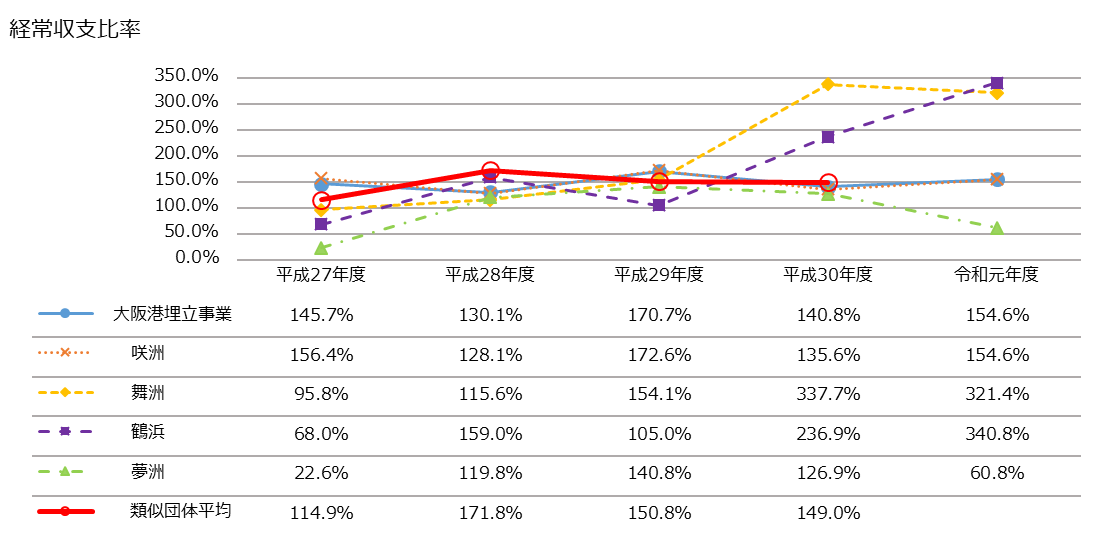 経常収支比率
350.0%
300.0%
250.0%
200.0%
150.0%
100.0%
50.0%
0.0%
平成27年度 平成28年度 平成29年度 平成30年度 令和元年度
大阪港埋立事業 145.7% 130.1% 170.7% 140.8% 154.6%
咲洲 156.4% 128.1% 172.6% 135.6% 154.6%
舞洲 95.8% 115.6% 154.1% 337.7% 321.4%
鶴浜 68.0% 159.0% 105.0% 236.9% 340.8%
夢洲 22.6% 119.8% 140.8% 126.9% 60.8%
類似団体平均 114.9% 171.8% 150.8% 149.0%